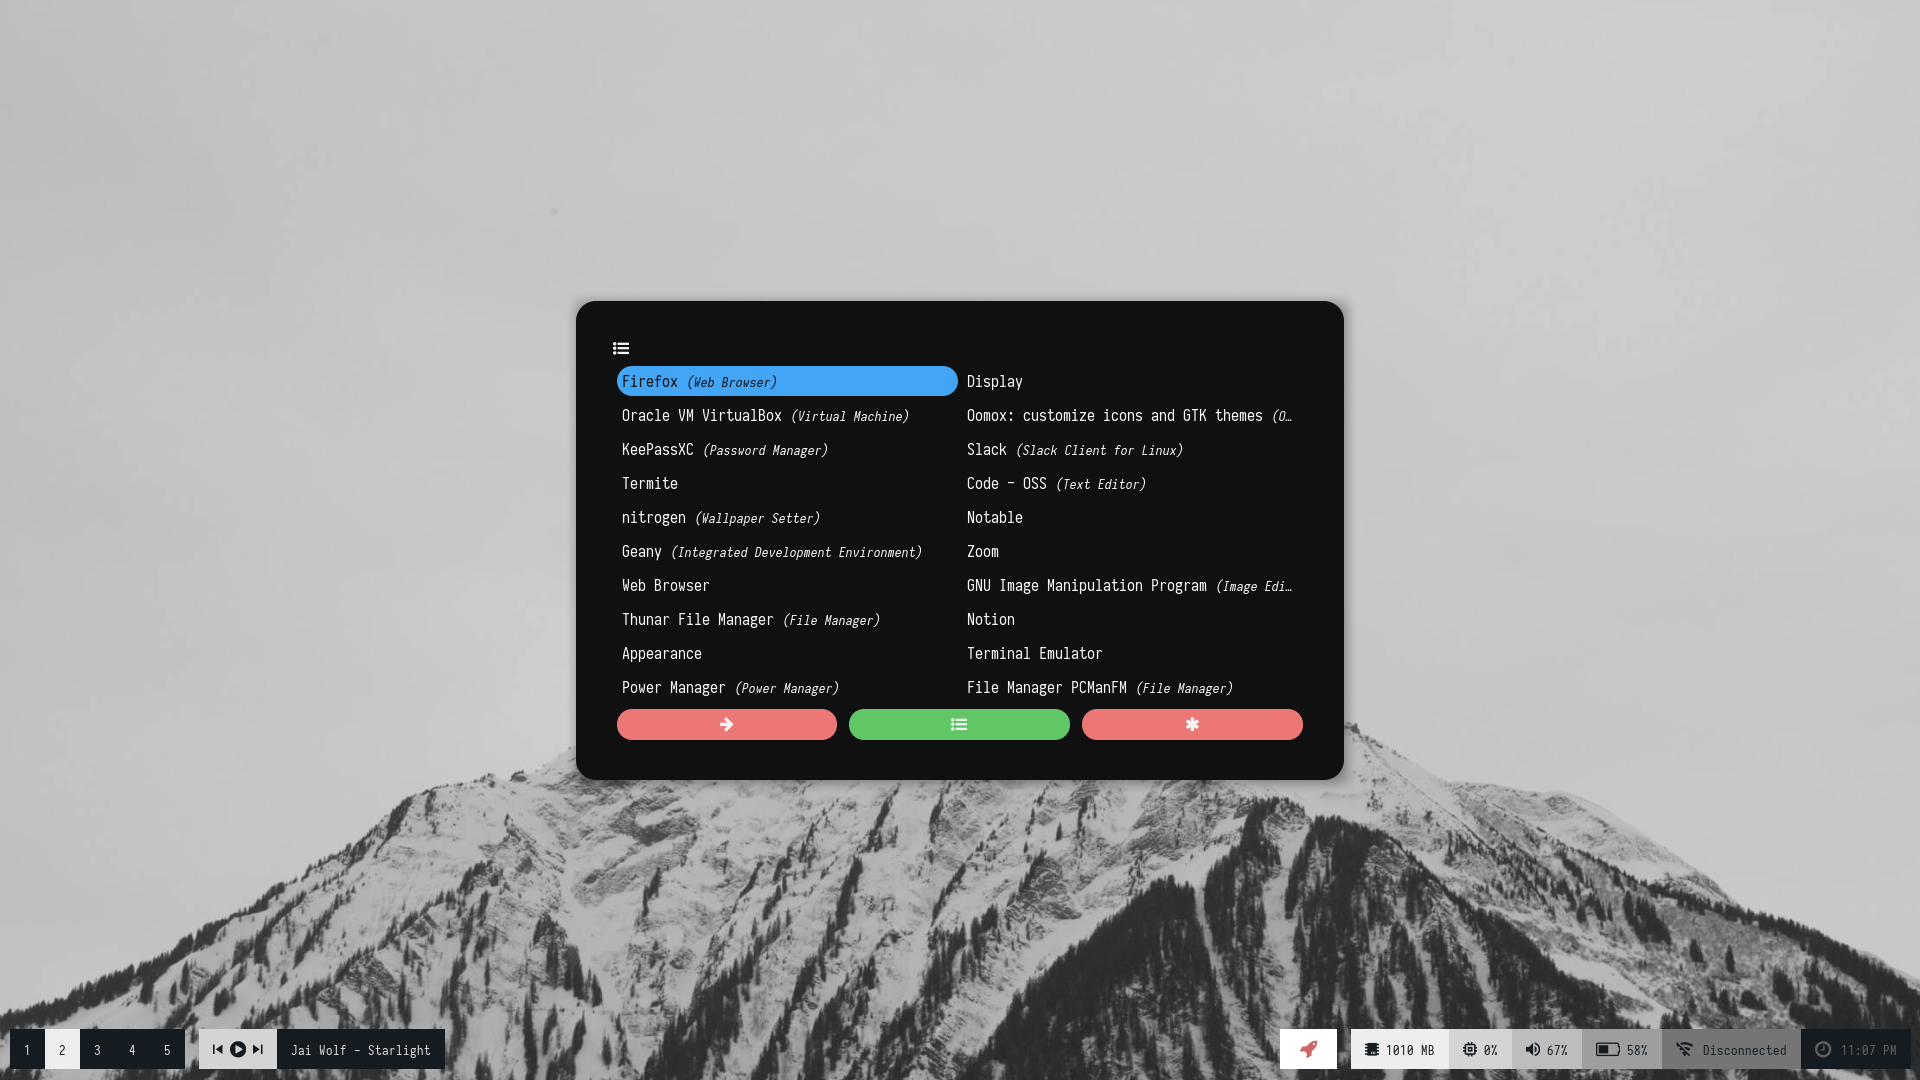 Firefox (Web Browser)
Oracle VM VirtualBox (Virtual Machine)
KeePassXC (Password Manager)
Termite
nitrogen (Wallpaper Setter)
Geany (Integrated Development Environment)
Web Browser
Thunar File Manager (File Manager)
Appearance
Power Manager (Power Manager)
Display
Oomox: customize icons and GTK themes (O…
Slack (Slack Client for Linux)
Code - OSS (Text Editor)
Notable
Zoom
GNU Image Manipulation Program (Image Edi…
Notion
Terminal Emulator
File Manager PCManFM (File Manager)
1 2 3 4 5 Jai Wolf - Starlight 1010 MB 0% 67% 58% Disconnected 11:07 PM